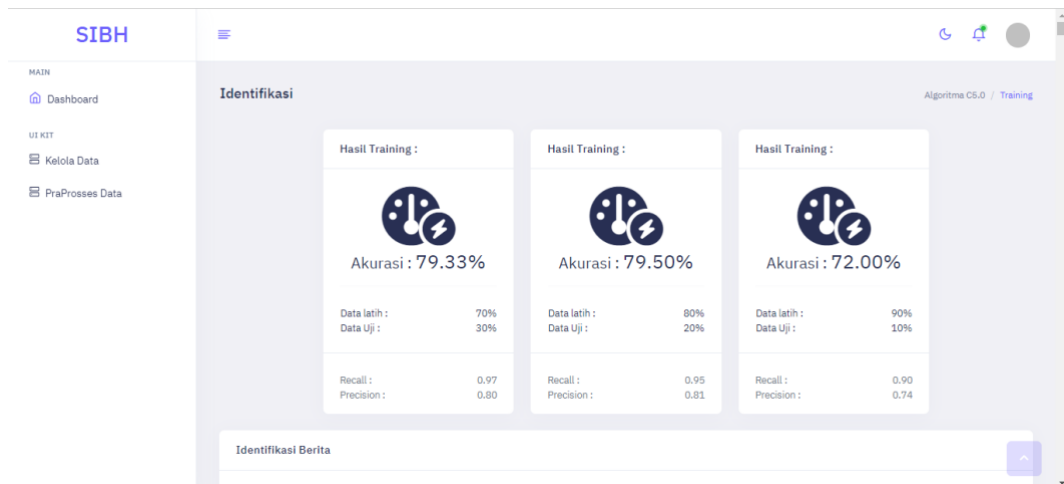 SIBH
MAIN
Dashboard
UI KIT
Kelola Data
PraProsses Data
Identifikasi
Algoritma C5.0 / Training
Hasil Training :
Akurasi : 79.33%
Data latih : 70%
Data Uji : 30%
Recall : 0.97
Precision : 0.80
Hasil Training :
Akurasi : 79.50%
Data latih : 80%
Data Uji : 20%
Recall : 0.95
Precision : 0.81
Hasil Training :
Akurasi : 72.00%
Data latih : 90%
Data Uji : 10%
Recall : 0.90
Precision : 0.74
Identifikasi Berita